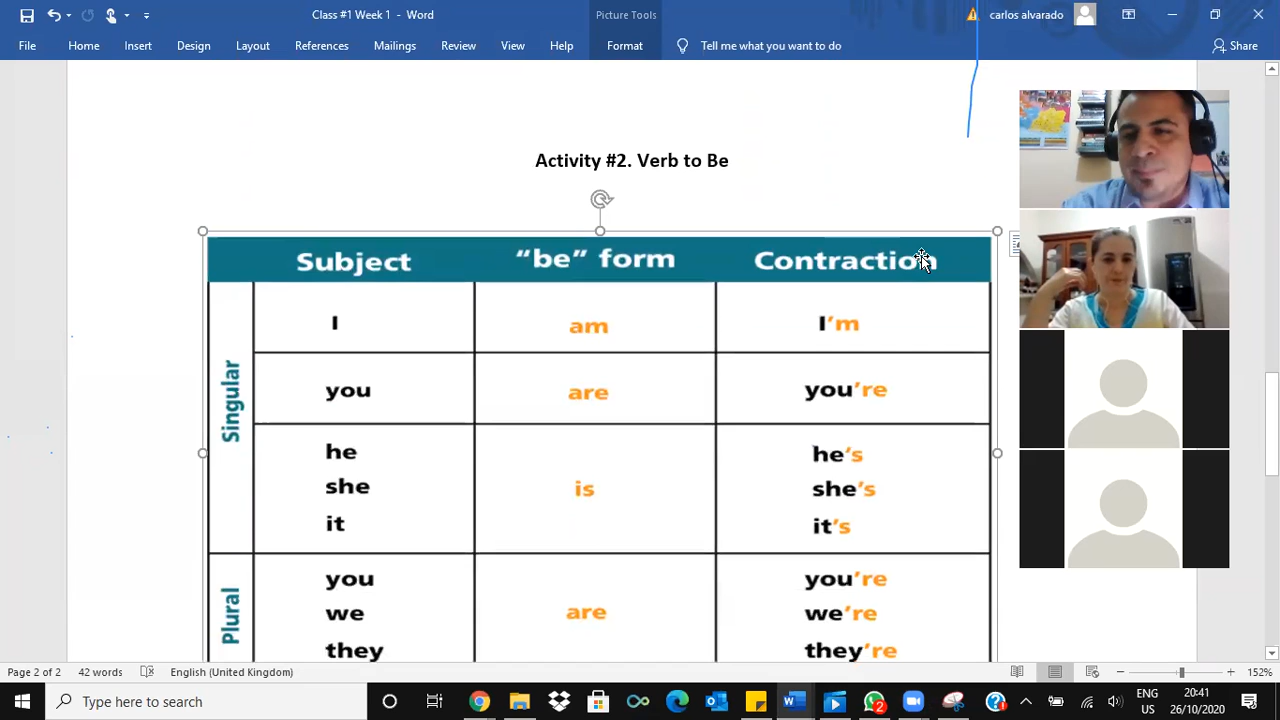 Class #1 Week 1 - Word
Picture Tools
carlos alvarado
File Home Insert Design Layout References Mailings Review View Help Format Tell me what you want to do Share
Activity #2. Verb to Be
Subject "be" form Contraction
Singular
I am I'm
you are you're
he he's
she is she's
it it's
Plural
you you're
we are we're
they they're
Page 2 of 2 42 words English (United Kingdom) 152%
Type here to search
2
ENG
US
20:41
26/10/2020